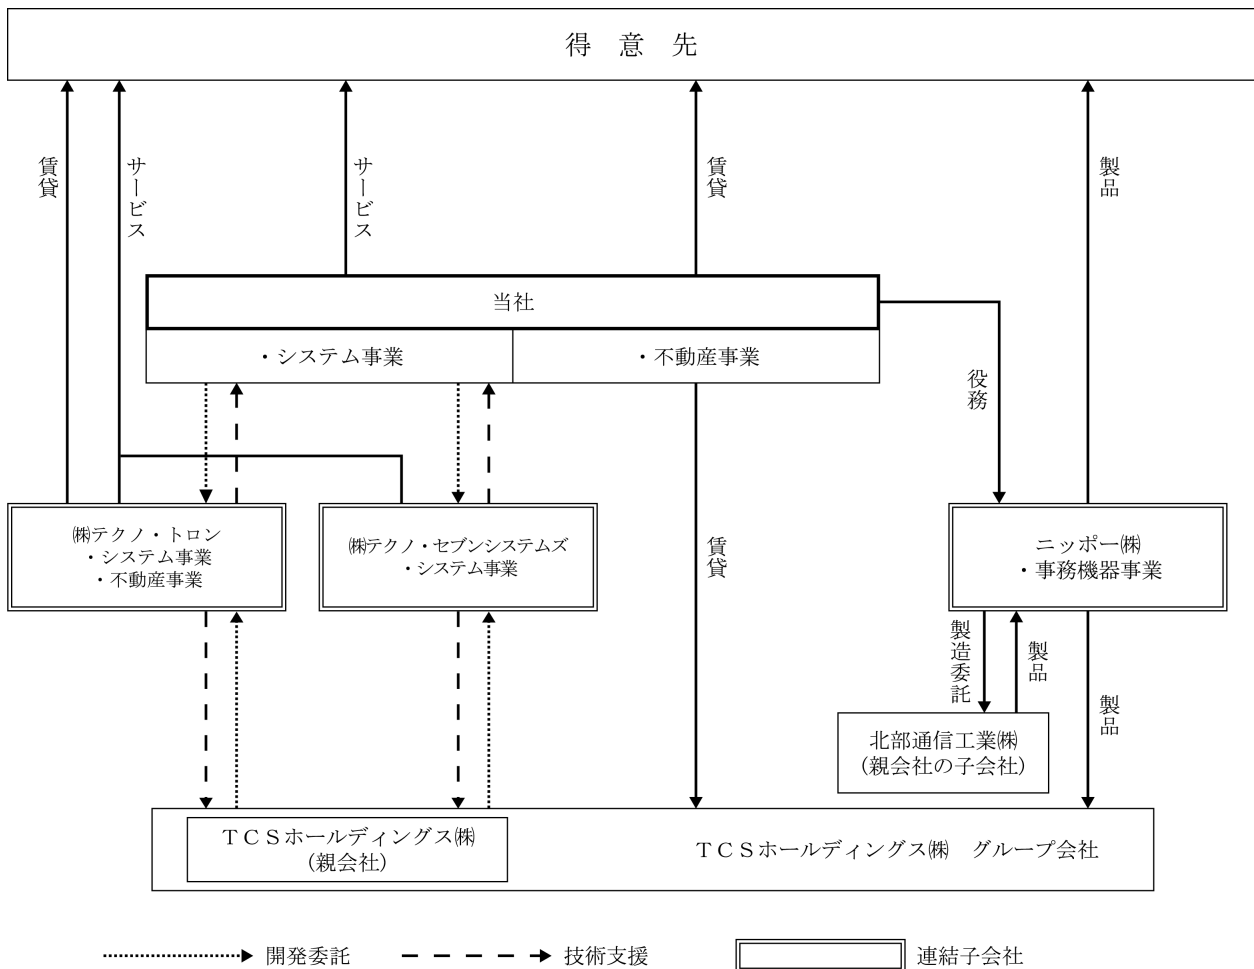 得　意　先
賃貸
サービス
サービス
賃貸
製品
当社
・システム事業
・不動産事業
役務
㈱テクノ・トロン
・システム事業
・不動産事業
㈱テクノ・セブンシステムズ
・システム事業
賃貸
ニッポー㈱
・事務機器事業
製造委託
製品
製品
北部通信工業㈱
（親会社の子会社）
ＴＣＳホールディングス㈱
（親会社）
ＴＣＳホールディングス㈱　グループ会社
開発委託
技術支援
連結子会社